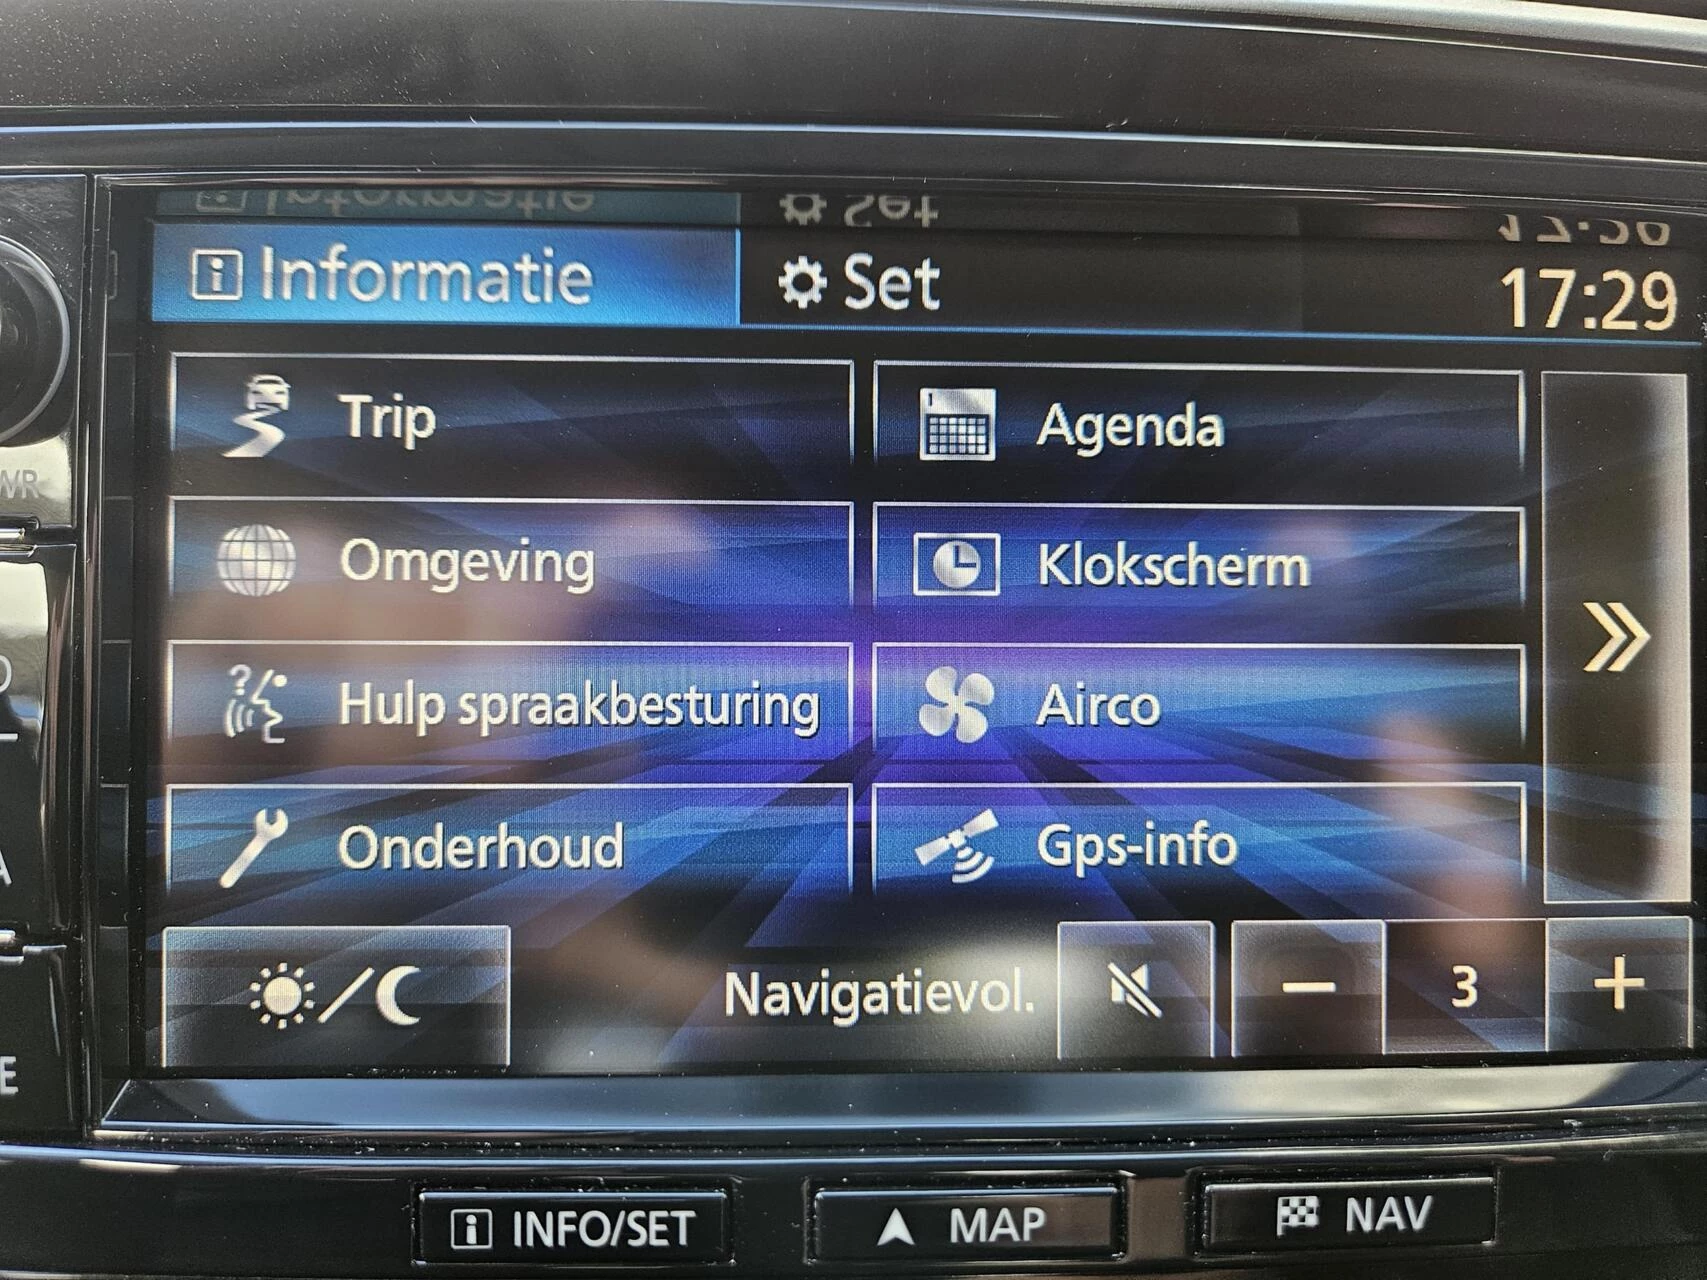 Informatie
Set
17:29
Trip
Agenda
Omgeving
Klokscherm
Hulp spraakbesturing
Airco
Onderhoud
Gps-info
Navigatievol.
3
INFO/SET
MAP
NAV